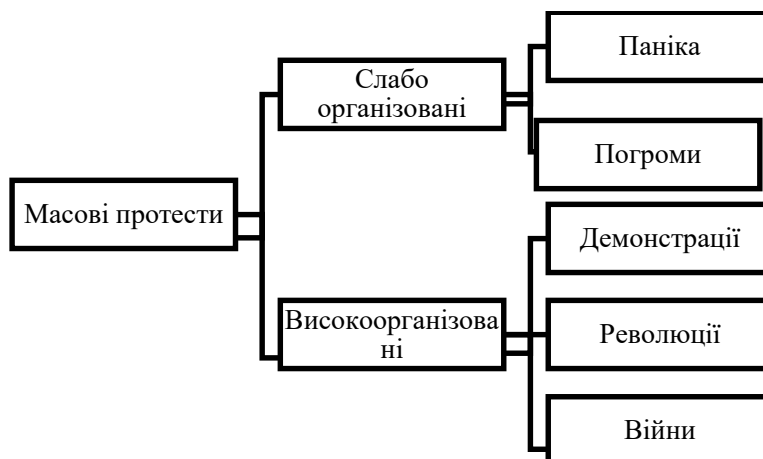 Масові протести
Слабо
організовані
Паніка
Погроми
Високоорганізова
ні
Демонстрації
Революції
Війни